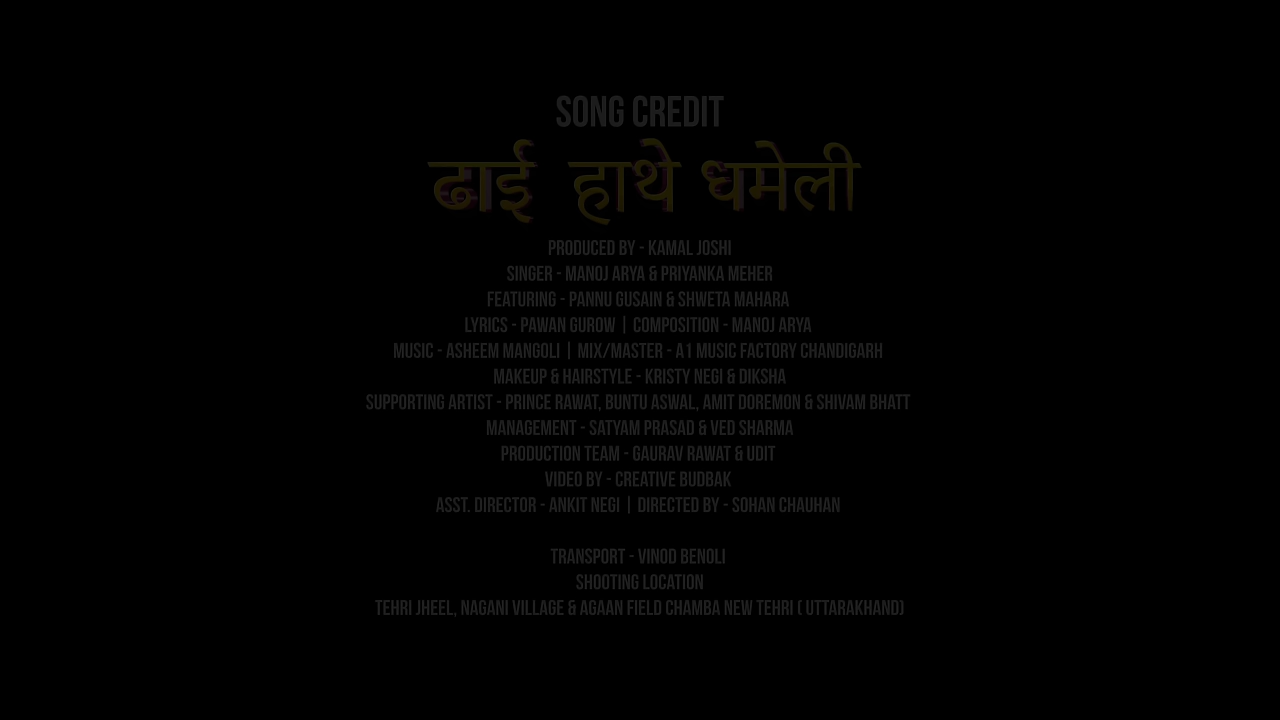 SONG CREDIT
ढाई हाथे धमेली
PRODUCED BY - KAMAL JOSHI
SINGER - MANOJ ARYA & PRIYANKA MEHER
FEATURING - PANNU GUSAIN & SHWETA MAHARA
LYRICS - PAWAN GUROW | COMPOSITION - MANOJ ARYA
MUSIC - ASHEEM MANGOLI | MIX/MASTER - A1 MUSIC FACTORY CHANDIGARH
MAKEUP & HAIRSTYLE - KRISTY NEGI & DIKSHA
SUPPORTING ARTIST - PRINCE RAWAT, BUNTU ASWAL, AMIT DOREMON & SHIVAM BHATT
MANAGEMENT - SATYAM PRASAD & VED SHARMA
PRODUCTION TEAM - GAURAV RAWAT & UDIT
VIDEO BY - CREATIVE BUDBAK
ASST. DIRECTOR - ANKIT NEGI | DIRECTED BY - SOHAN CHAUHAN
TRANSPORT - VINOD BENOLI
SHOOTING LOCATION
TEHRI JHEEL, NAGANI VILLAGE & AGAAN FIELD CHAMBA NEW TEHRI ( UTTARAKHAND)